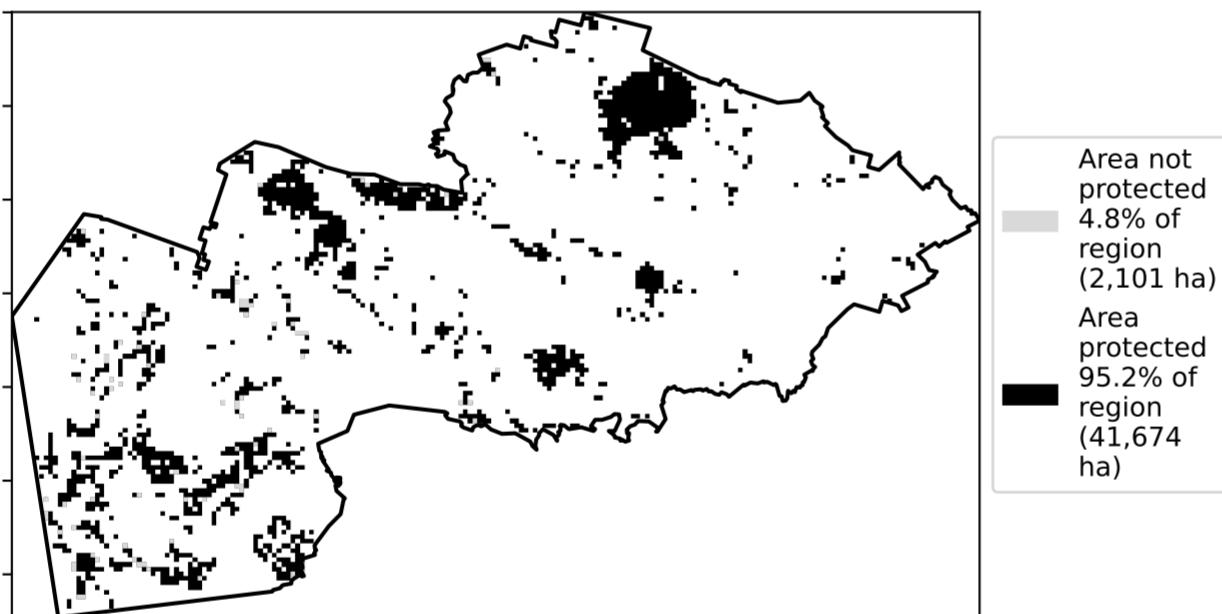 Area not
protected
4.8% of
region
(2,101 ha)
Area
protected
95.2% of
region
(41,674
ha)